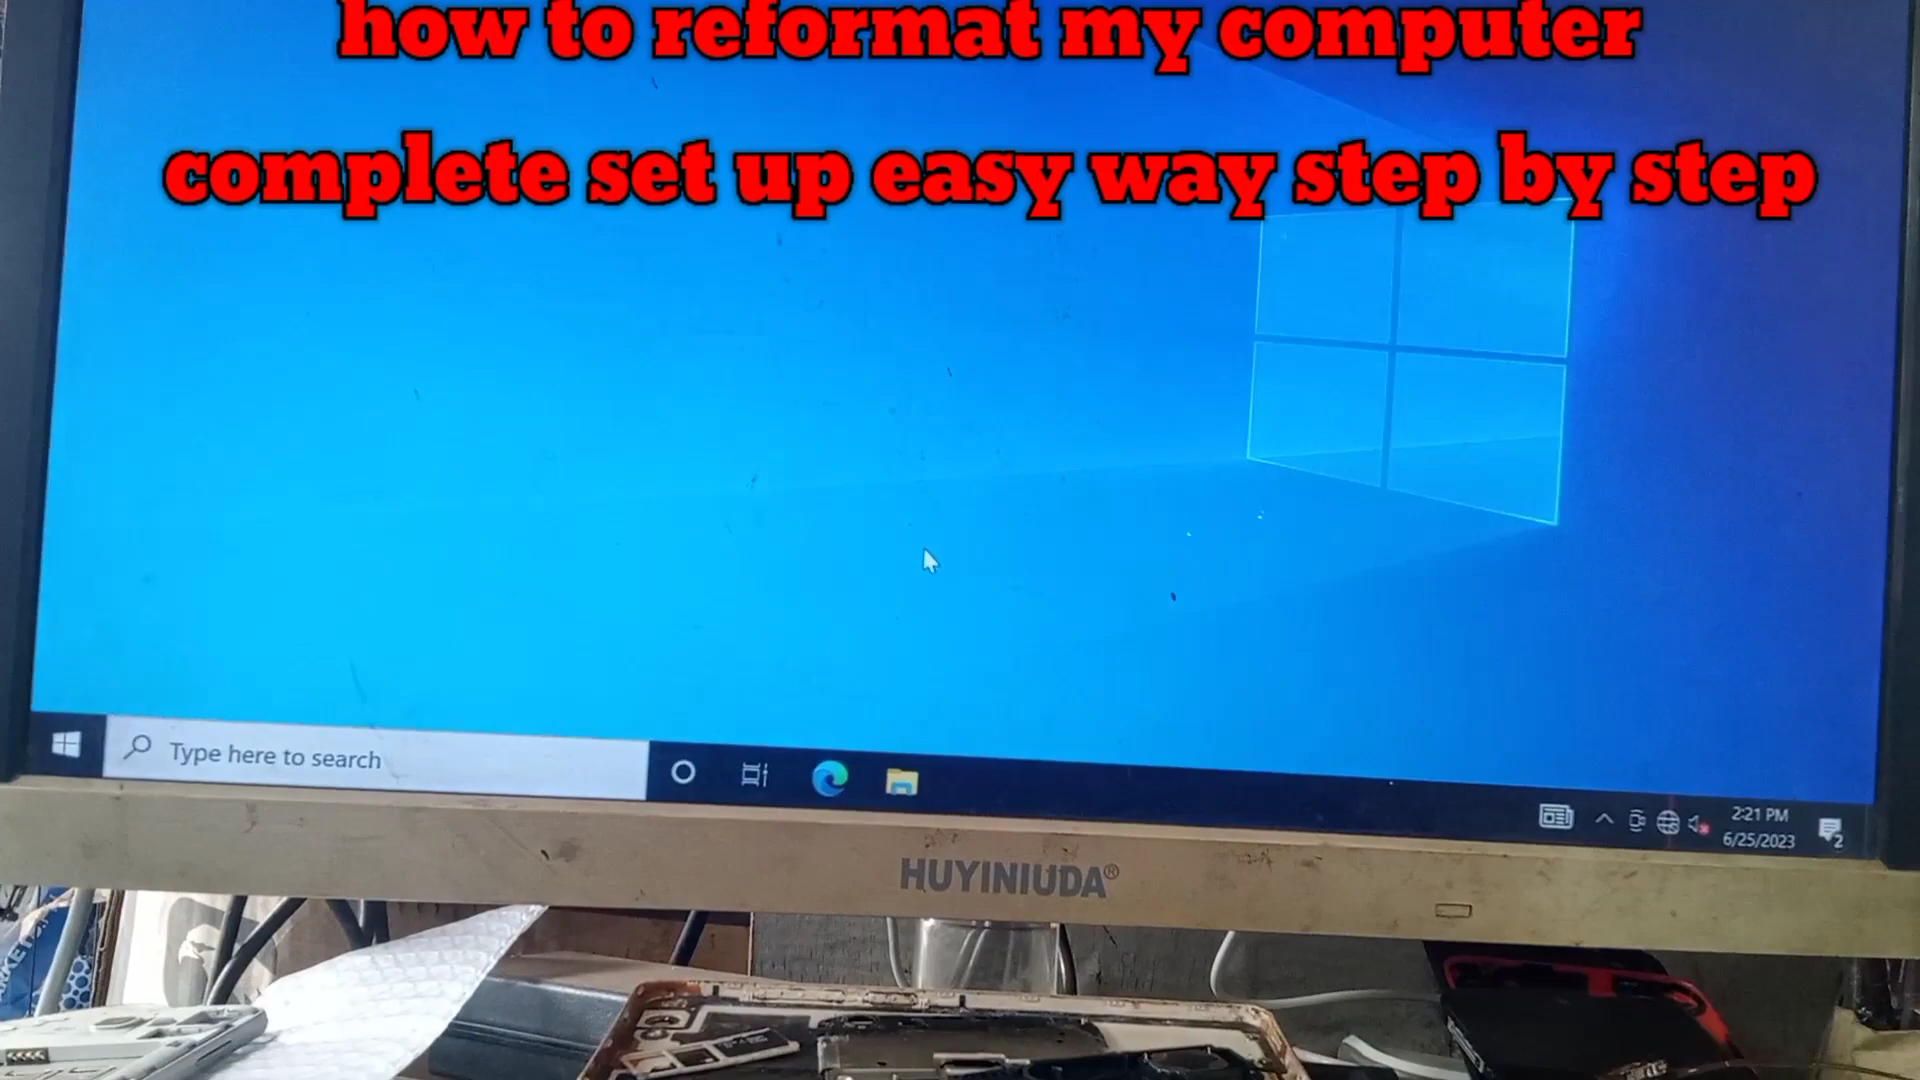 how to reformat my computer
complete set up easy way step by step
Type here to search
2:21 PM
6/25/2023
2
HUYINIUDA®